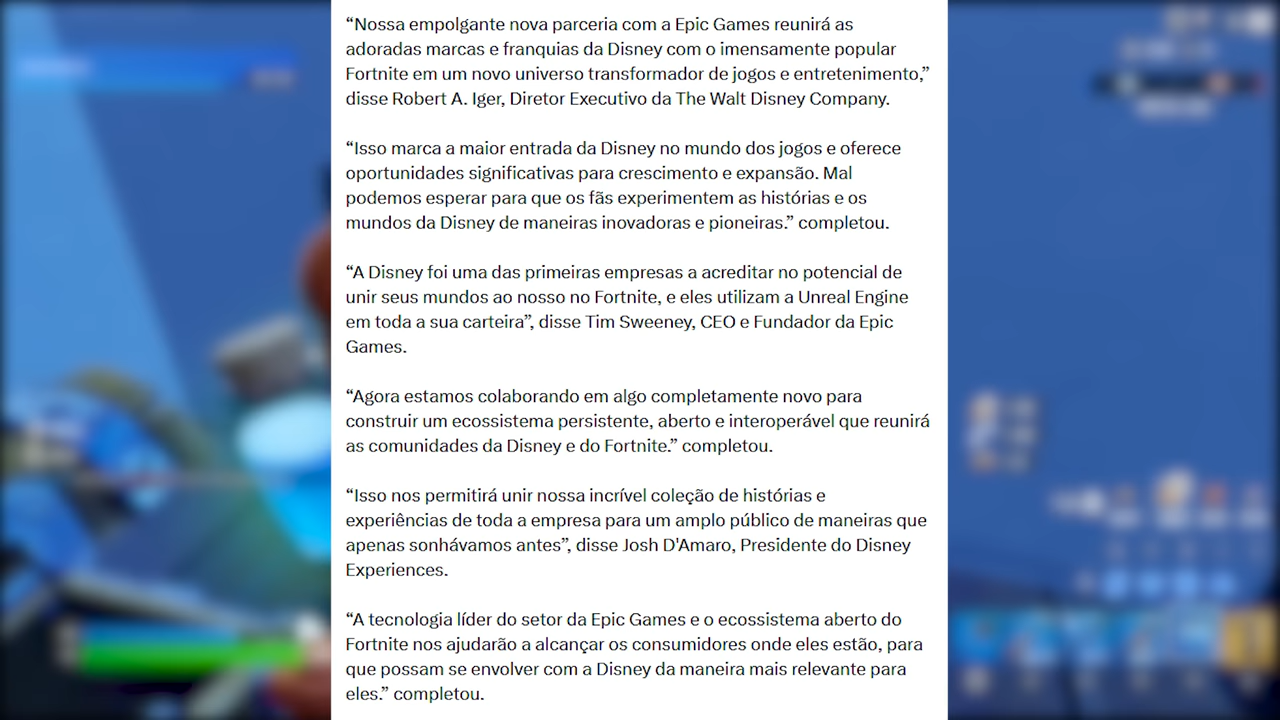 “Nossa empolgante nova parceria com a Epic Games reunirá as
adoradas marcas e franquias da Disney com o imensamente popular
Fortnite em um novo universo transformador de jogos e entretenimento,”
disse Robert A. Iger, Diretor Executivo da The Walt Disney Company.
“Isso marca a maior entrada da Disney no mundo dos jogos e oferece
oportunidades significativas para crescimento e expansão. Mal
podemos esperar para que os fãs experimentem as histórias e os
mundos da Disney de maneiras inovadoras e pioneiras.” completou.
“A Disney foi uma das primeiras empresas a acreditar no potencial de
unir seus mundos ao nosso no Fortnite, e eles utilizam a Unreal Engine
em toda a sua carteira”, disse Tim Sweeney, CEO e Fundador da Epic
Games.
“Agora estamos colaborando em algo completamente novo para
construir um ecossistema persistente, aberto e interoperável que reunirá
as comunidades da Disney e do Fortnite.” completou.
“Isso nos permitirá unir nossa incrível coleção de histórias e
experiências de toda a empresa para um amplo público de maneiras que
apenas sonhávamos antes”, disse Josh D'Amaro, Presidente do Disney
Experiences.
“A tecnologia líder do setor da Epic Games e o ecossistema aberto do
Fortnite nos ajudarão a alcançar os consumidores onde eles estão, para
que possam se envolver com a Disney da maneira mais relevante para
eles.” completou.